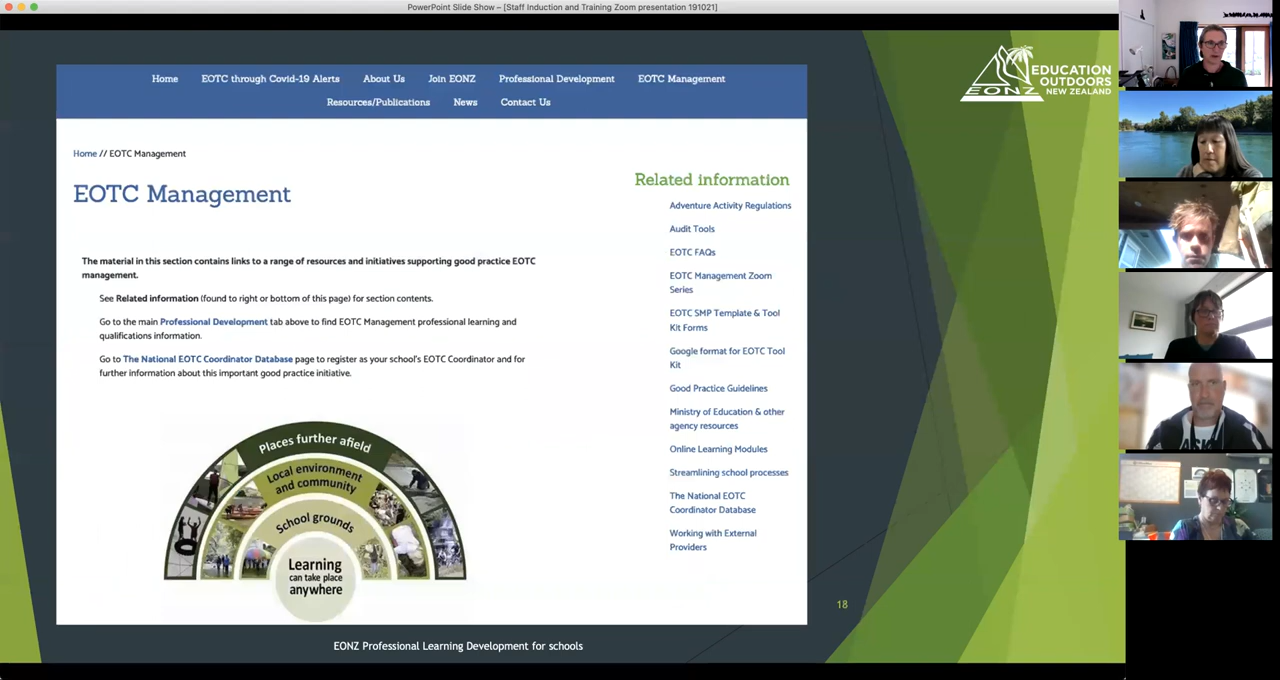 PowerPoint Slide Show – [Staff Induction and Training Zoom presentation 191021]
Home EOTC through Covid-19 Alerts About Us Join EONZ Professional Development EOTC Management
Resources/Publications News Contact Us
EDUCATION
OUTDOORS
NEW ZEALAND
EONZ
Home // EOTC Management
EOTC Management
The material in this section contains links to a range of resources and initiatives supporting good practice EOTC
management.
See Related information (found to right or bottom of this page) for section contents.
Go to the main Professional Development tab above to find EOTC Management professional learning and
qualifications information.
Go to The National EOTC Coordinator Database page to register as your school's EOTC Coordinator and for
further information about this important good practice initiative.
Places further afield
Local environment
and community
School grounds
Learning
can take place
anywhere
Related information
Adventure Activity Regulations
Audit Tools
EOTC FAQs
EOTC Management Zoom
Series
EOTC SMP Template & Tool
Kit Forms
Google format for EOTC Tool
Kit
Good Practice Guidelines
Ministry of Education & other
agency resources
Online Learning Modules
Streamlining school processes
The National EOTC
Coordinator Database
Working with External
Providers
18
EONZ Professional Learning Development for schools